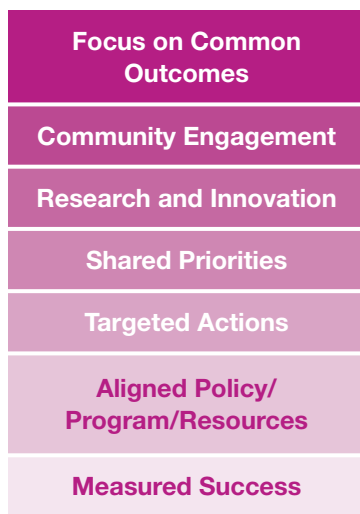 Focus on Common
Outcomes
Community Engagement
Research and Innovation
Shared Priorities
Targeted Actions
Aligned Policy/
Program/Resources
Measured Success